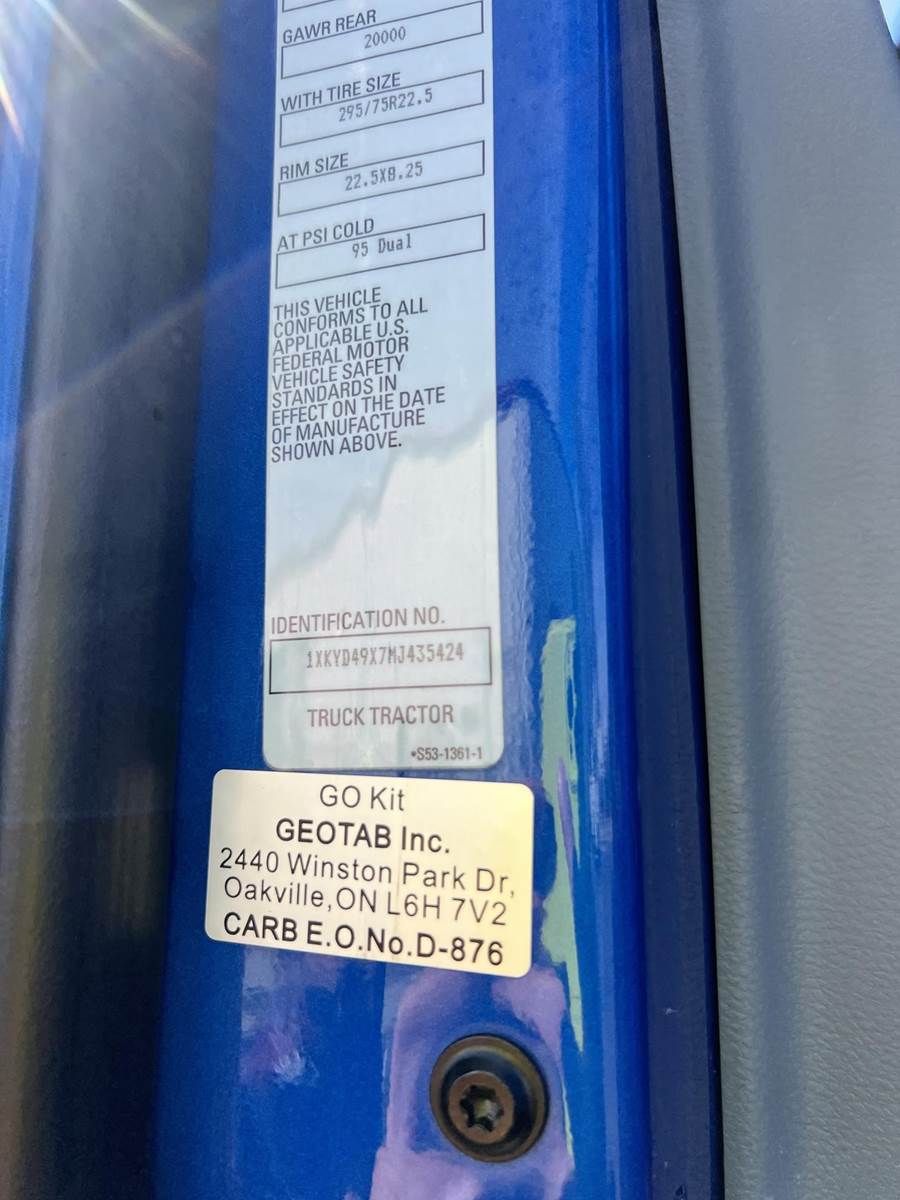 GAWR REAR
20000
WITH TIRE SIZE
295/75R22.5
RIM SIZE
22.5X8.25
AT PSI COLD
95 Dual
THIS VEHICLE
CONFORMS TO ALL
APPLICABLE U.S.
FEDERAL MOTOR
VEHICLE SAFETY
STANDARDS IN
EFFECT ON THE DATE
OF MANUFACTURE
SHOWN ABOVE.
IDENTIFICATION NO.
1XKYD49X7MJ435424
TRUCK TRACTOR
*S53-1361-1
GO Kit
GEOTAB Inc.
2440 Winston Park Dr,
Oakville,ON L6H 7V2
CARB E.O.No.D-876